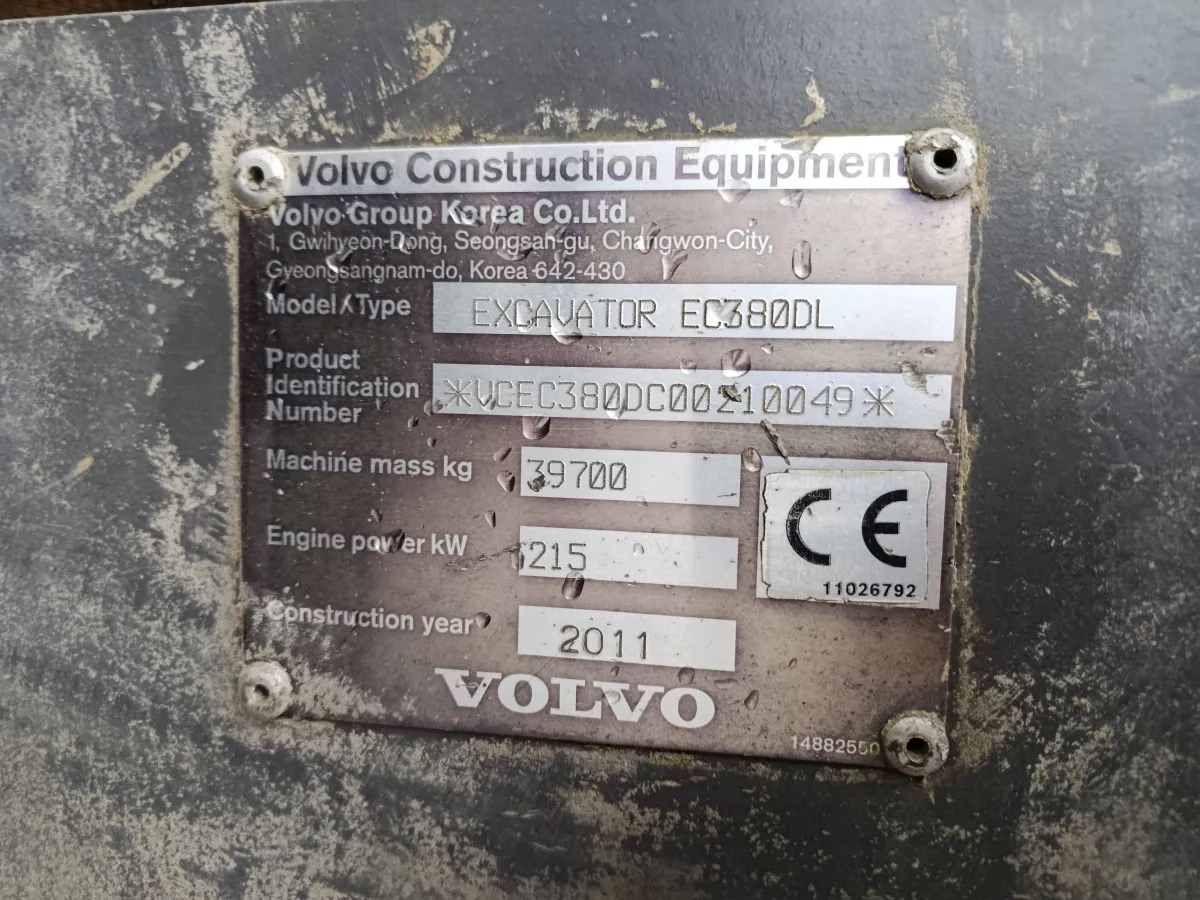 Volvo Construction Equipment
Volvo Group Korea Co.Ltd.
1, Gwihyeon-Dong, Seongsan-gu, Changwon-City,
Gyeongsangnam-do, Korea 642-430
Model/Type EXCAVATOR EC380DL
Product
Identification *VCEC380DC00210049*
Number
Machine mass kg 39700
Engine power kW 215
CE
11026792
Construction year 2011
VOLVO
14882550